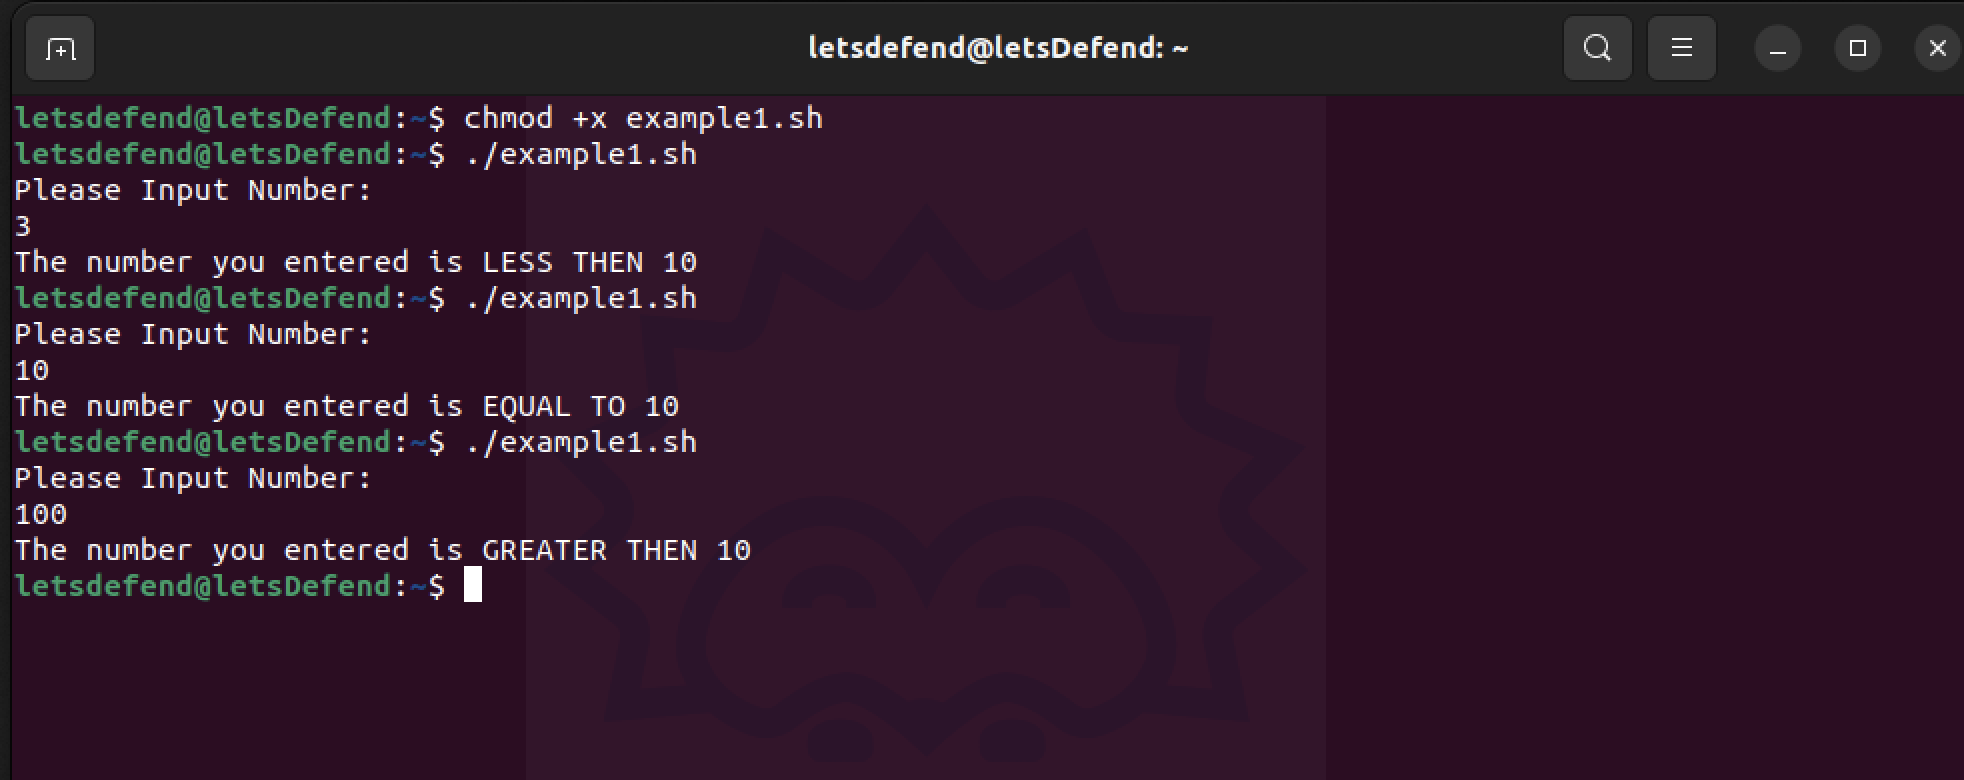 letsdefend@letsDefend: ~
letsdefend@letsDefend:~$ chmod +x example1.sh
letsdefend@letsDefend:~$ ./example1.sh
Please Input Number:
3
The number you entered is LESS THEN 10
letsdefend@letsDefend:~$ ./example1.sh
Please Input Number:
10
The number you entered is EQUAL TO 10
letsdefend@letsDefend:~$ ./example1.sh
Please Input Number:
100
The number you entered is GREATER THEN 10
letsdefend@letsDefend:~$